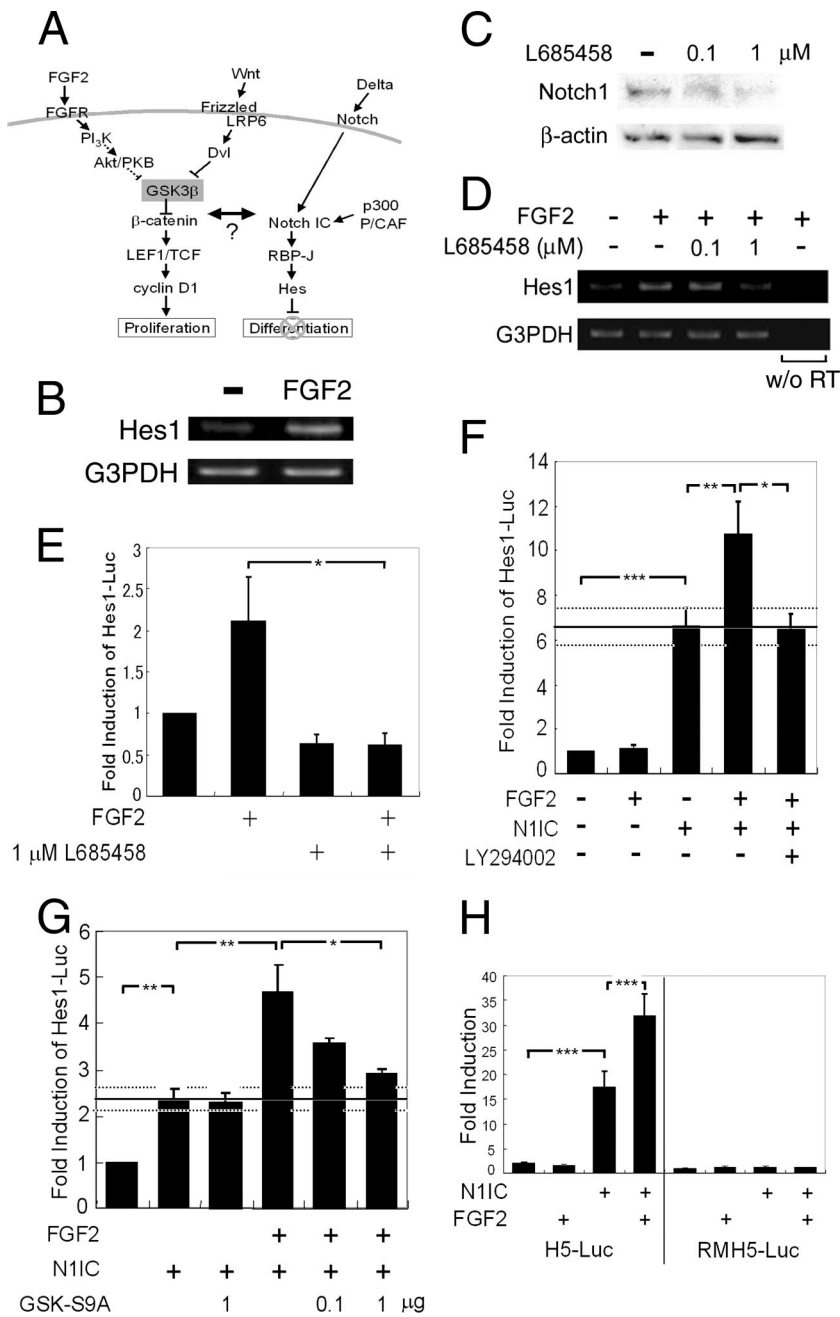 A
FGF2
FGFR
PI3K
Akt/PKB
Wnt
Frizzled
LRP6
Dvl
Delta
Notch
GSK3β
β-catenin
?
Notch IC
p300
P/CAF
LEF1/TCF
RBP-J
cyclin D1
Hes
Proliferation
Differentiation
B
- FGF2
Hes1
G3PDH
C
L685458 - 0.1 1 μM
Notch1
β-actin
D
FGF2 - + + + +
L685458 (μM) - - 0.1 1 -
Hes1
G3PDH
w/o RT
E
Fold Induction of Hes1-Luc
3
2.5
2
1.5
1
0.5
0
*
FGF2 + +
1 μM L685458 + +
F
Fold Induction of Hes1-Luc
14
12
10
8
6
4
2
0
*** ** *
FGF2 - + - + +
N1IC - - + + +
LY294002 - - - - +
G
Fold Induction of Hes1-Luc
6
5
4
3
2
1
0
** ** *
FGF2 + + +
N1IC + + + + +
GSK-S9A 1 0.1 1 μg
H
Fold Induction
40
35
30
25
20
15
10
5
0
*** ***
N1IC + + + +
FGF2 + + + +
H5-Luc RMH5-Luc